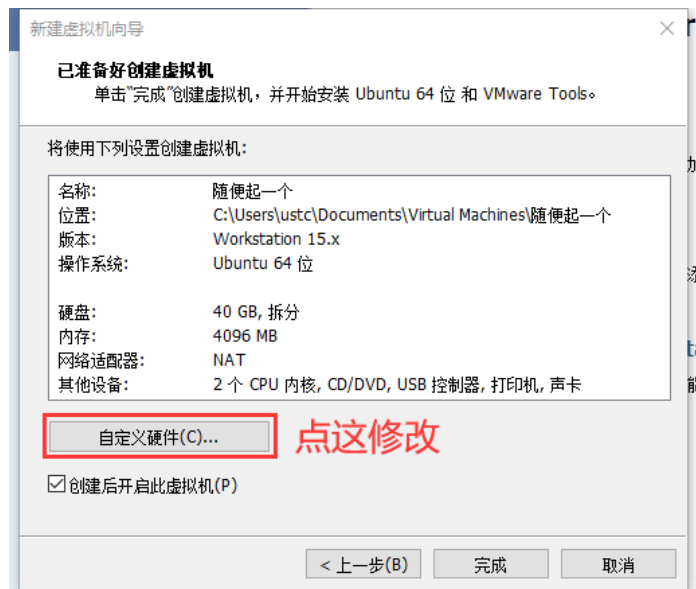 新建虚拟机向导
已准备好创建虚拟机
单击"完成"创建虚拟机，并开始安装 Ubuntu 64 位 和 VMware Tools。
将使用下列设置创建虚拟机:
名称: 随便起一个
位置: C:\Users\ustc\Documents\Virtual Machines\随便起一个
版本: Workstation 15.x
操作系统: Ubuntu 64 位
硬盘: 40 GB, 拆分
内存: 4096 MB
网络适配器: NAT
其他设备: 2 个 CPU 内核, CD/DVD, USB 控制器, 打印机, 声卡
自定义硬件(C)... 点这修改
创建后开启此虚拟机(P)
< 上一步(B) 完成 取消